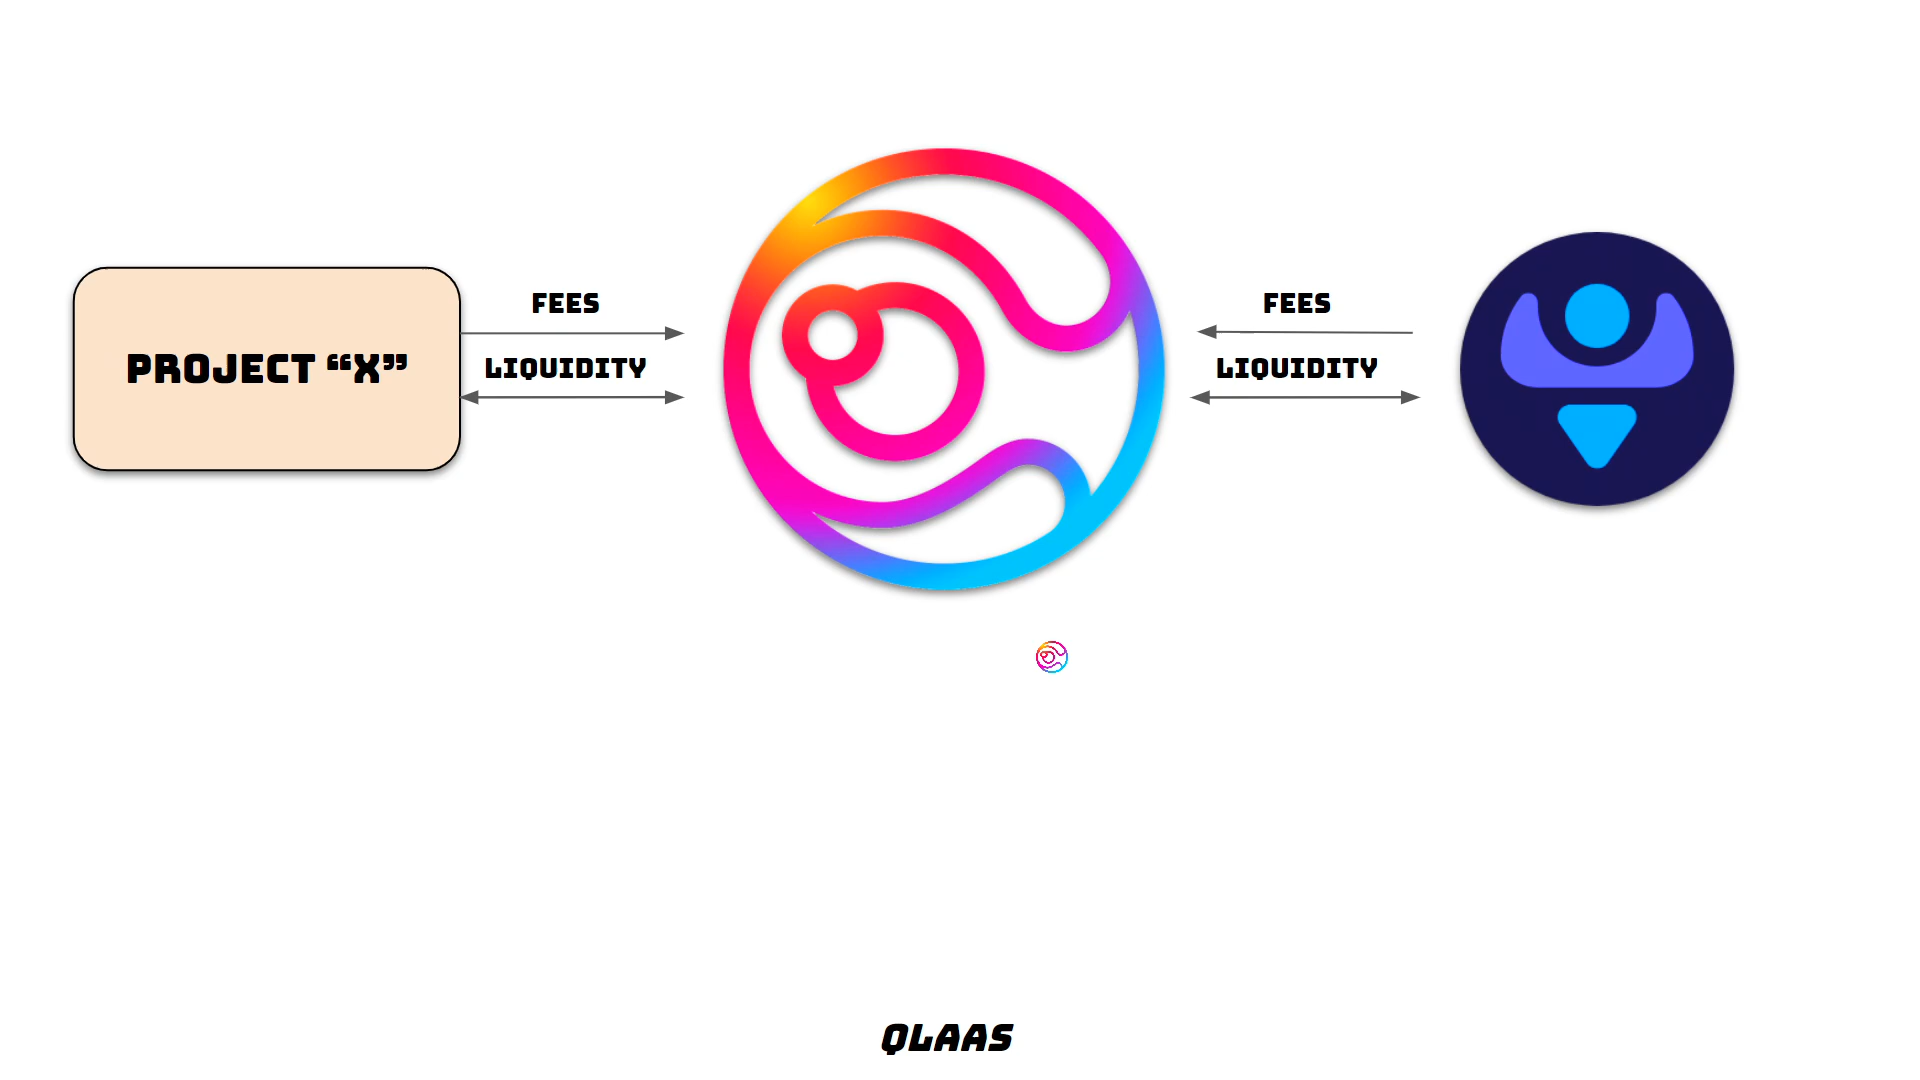 FEES
FEES
PROJECT “X”
LIQUIDITY
LIQUIDITY
QLAAS